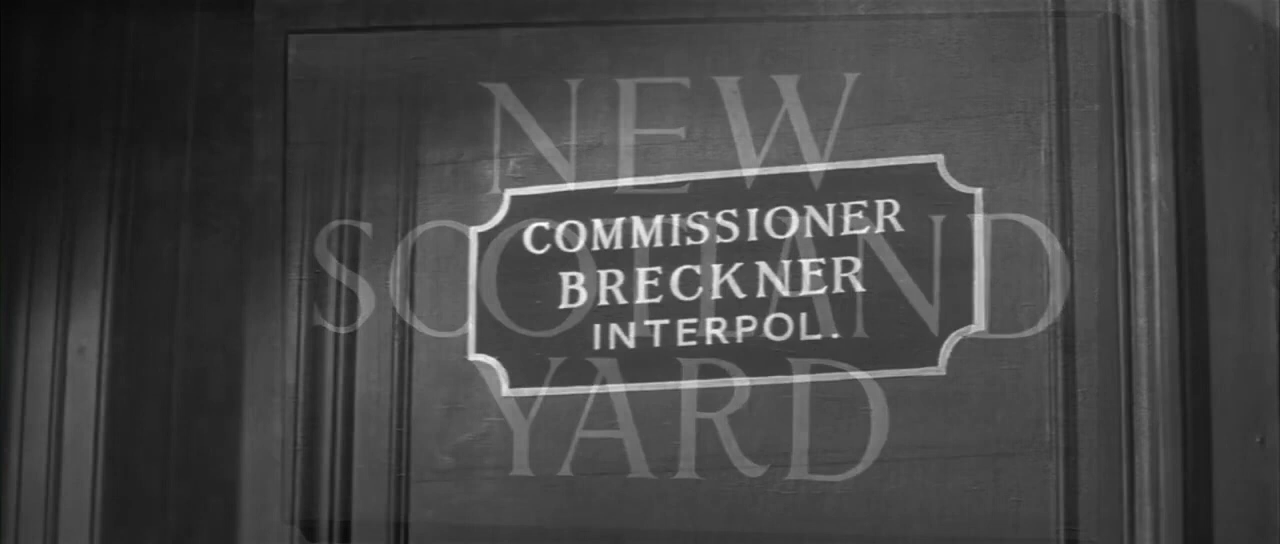 NEW
SCOTLAND
YARD
COMMISSIONER
BRECKNER
INTERPOL.